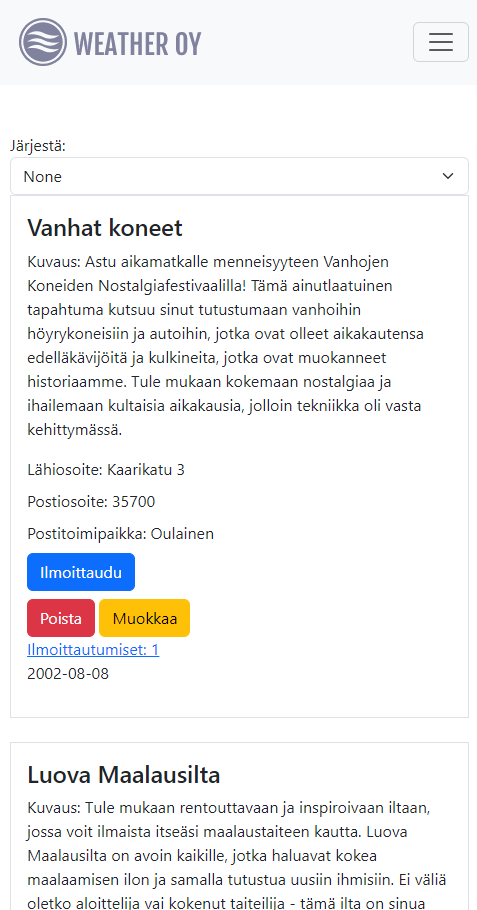 WEATHER OY
Järjestä:
None
Vanhat koneet
Kuvaus: Astu aikamatkalle menneisyyteen Vanhojen
Koneiden Nostalgiafestivaalilla! Tämä ainutlaatuinen
tapahtuma kutsuu sinut tutustumaan vanhoihin
höyrykoneisiin ja autoihin, jotka ovat olleet aikakautensa
edelläkävijöitä ja kulkineita, jotka ovat muokanneet
historiaamme. Tule mukaan kokemaan nostalgiaa ja
ihailemaan kultaisia aikakausia, jolloin tekniikka oli vasta
kehittymässä.
Lähiosoite: Kaarikatu 3
Postiosoite: 35700
Postitoimipaikka: Oulainen
Ilmoittaudu
Poista Muokkaa
Ilmoittautumiset: 1
2002-08-08
Luova Maalausilta
Kuvaus: Tule mukaan rentouttavaan ja inspiroivaan iltaan,
jossa voit ilmaista itseäsi maalaustaiteen kautta. Luova
Maalausilta on avoin kaikille, jotka haluavat kokea
maalaamisen ilon ja samalla tutustua uusiin ihmisiin. Ei väliä
oletko aloittelija vai kokenut taiteilija - tämä ilta on sinua